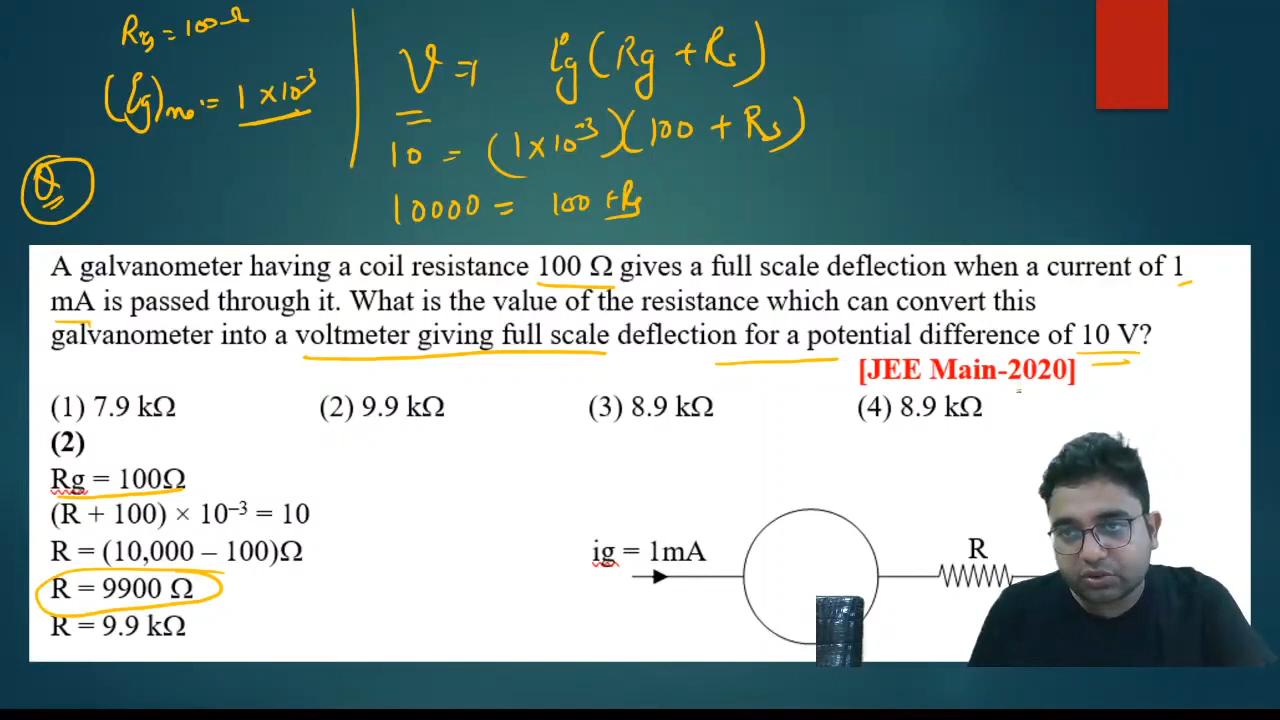 Rg = 100Ω
(Ig)max = 1 × 10⁻³
V = Ig (Rg + Rs)
10 = (1 × 10⁻³)(100 + Rs)
10000 = 100 + Rs
Q
A galvanometer having a coil resistance 100 Ω gives a full scale deflection when a current of 1
mA is passed through it. What is the value of the resistance which can convert this
galvanometer into a voltmeter giving full scale deflection for a potential difference of 10 V?
[JEE Main-2020]
(1) 7.9 kΩ (2) 9.9 kΩ (3) 8.9 kΩ (4) 8.9 kΩ
(2)
Rg = 100Ω
(R + 100) × 10⁻³ = 10
R = (10,000 – 100)Ω
R = 9900 Ω
R = 9.9 kΩ
ig = 1mA
R